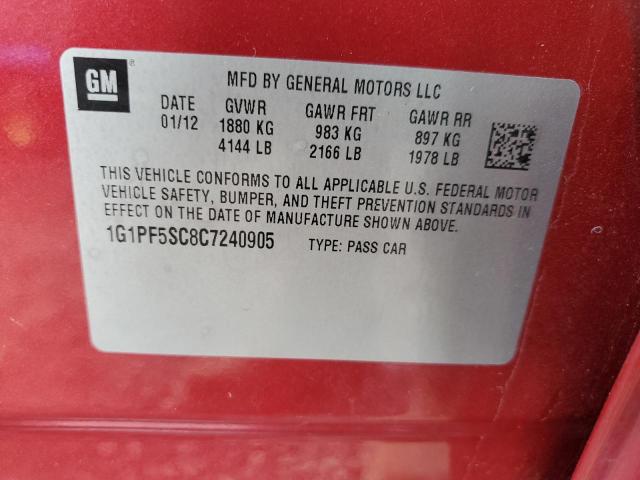 GM
MFD BY GENERAL MOTORS LLC
DATE GVWR GAWR FRT GAWR RR
01/12 1880 KG 983 KG 897 KG
4144 LB 2166 LB 1978 LB
THIS VEHICLE CONFORMS TO ALL APPLICABLE U.S. FEDERAL MOTOR
VEHICLE SAFETY, BUMPER, AND THEFT PREVENTION STANDARDS IN
EFFECT ON THE DATE OF MANUFACTURE SHOWN ABOVE.
1G1PF5SC8C7240905 TYPE: PASS CAR